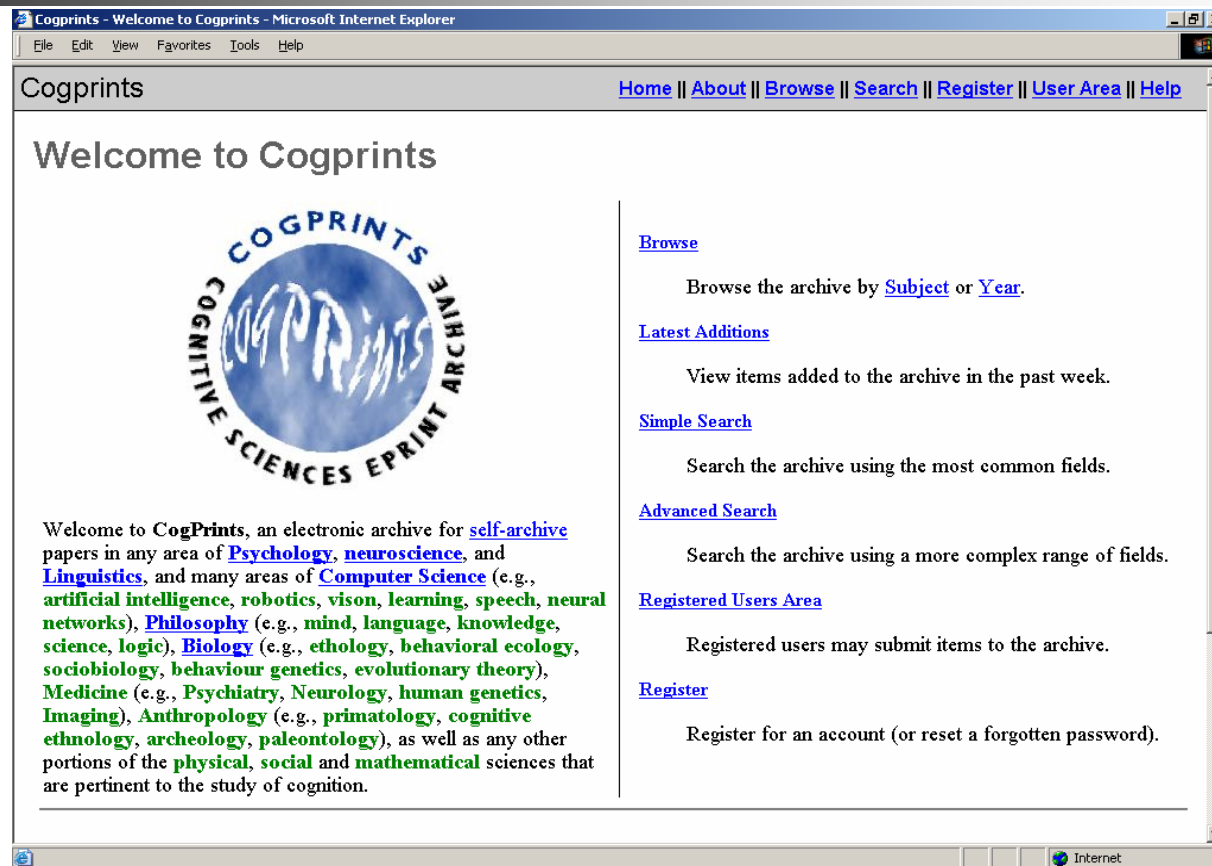 Cogprints - Welcome to Cogprints - Microsoft Internet Explorer
File Edit View Favorites Tools Help
Cogprints
Home || About || Browse || Search || Register || User Area || Help
Welcome to Cogprints
COGPRINTS
COGNITIVE SCIENCES EPRINT ARCHIVE
COGPRints
Welcome to CogPrints, an electronic archive for self-archive
papers in any area of Psychology, neuroscience, and
Linguistics, and many areas of Computer Science (e.g.,
artificial intelligence, robotics, vison, learning, speech, neural
networks), Philosophy (e.g., mind, language, knowledge,
science, logic), Biology (e.g., ethology, behavioral ecology,
sociobiology, behaviour genetics, evolutionary theory),
Medicine (e.g., Psychiatry, Neurology, human genetics,
Imaging), Anthropology (e.g., primatology, cognitive
ethnology, archeology, paleontology), as well as any other
portions of the physical, social and mathematical sciences that
are pertinent to the study of cognition.
Browse
Browse the archive by Subject or Year.
Latest Additions
View items added to the archive in the past week.
Simple Search
Search the archive using the most common fields.
Advanced Search
Search the archive using a more complex range of fields.
Registered Users Area
Registered users may submit items to the archive.
Register
Register for an account (or reset a forgotten password).
Internet